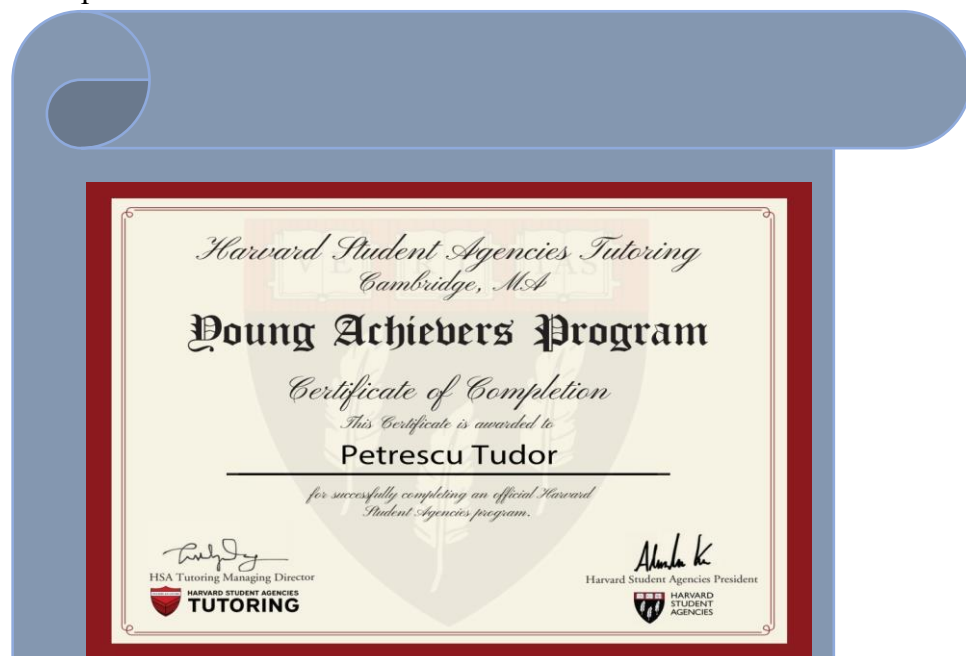 Harvard Student Agencies Tutoring
Cambridge, MA
Young Achievers Program
Certificate of Completion
This Certificate is awarded to
Petrescu Tudor
for successfully completing an official Harvard
Student Agencies program.
HSA Tutoring Managing Director
HARVARD STUDENT AGENCIES
TUTORING
Harvard Student Agencies President
HARVARD
STUDENT
AGENCIES